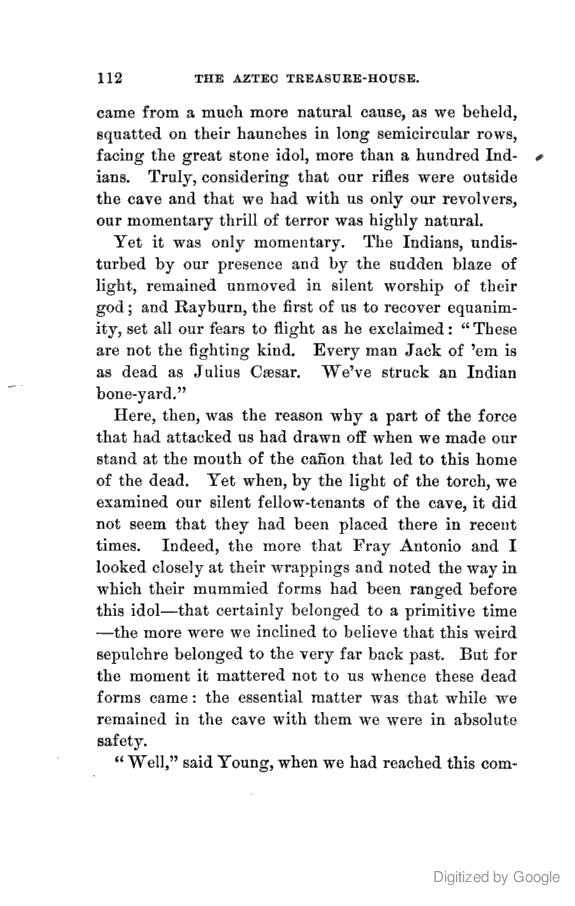 112 THE AZTEC TREASURE-HOUSE.
came from a much more natural cause, as we beheld,
squatted on their haunches in long semicircular rows,
facing the great stone idol, more than a hundred Ind-
ians. Truly, considering that our rifles were outside
the cave and that we had with us only our revolvers,
our momentary thrill of terror was highly natural.
Yet it was only momentary. The Indians, undis-
turbed by our presence and by the sudden blaze of
light, remained unmoved in silent worship of their
god; and Rayburn, the first of us to recover equanim-
ity, set all our fears to flight as he exclaimed: “These
are not the fighting kind. Every man Jack of ’em is
as dead as Julius Cæsar. We’ve struck an Indian
bone-yard.”
Here, then, was the reason why a part of the force
that had attacked us had drawn off when we made our
stand at the mouth of the cañon that led to this home
of the dead. Yet when, by the light of the torch, we
examined our silent fellow-tenants of the cave, it did
not seem that they had been placed there in recent
times. Indeed, the more that Fray Antonio and I
looked closely at their wrappings and noted the way in
which their mummied forms had been ranged before
this idol—that certainly belonged to a primitive time
—the more were we inclined to believe that this weird
sepulchre belonged to the very far back past. But for
the moment it mattered not to us whence these dead
forms came: the essential matter was that while we
remained in the cave with them we were in absolute
safety.
“Well,” said Young, when we had reached this com-
Digitized by Google